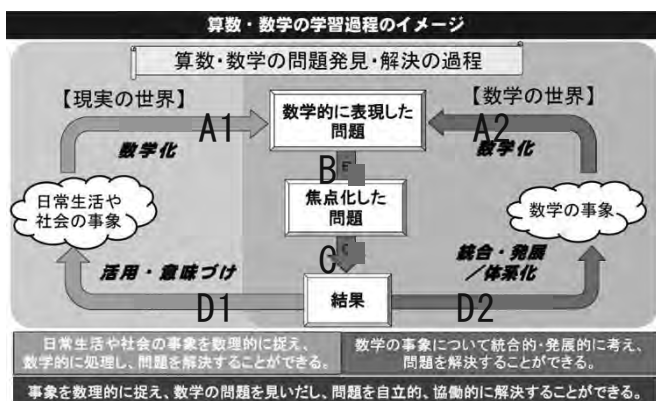 算数・数学の学習過程のイメージ
算数・数学の問題発見・解決の過程
【現実の世界】
【数学の世界】
A1
数学的に表現した
問題
A2
数学化
数学化
B
日常生活や
社会の事象
焦点化した
問題
数学の事象
C
活用・意味づけ
統合・発展
/体系化
D1
結果
D2
日常生活や社会の事象を数理的に捉え、
数学的に処理し、問題を解決することができる。
数学の事象について統合的・発展的に考え、
問題を解決することができる。
事象を数理的に捉え、数学の問題を見いだし、問題を自立的、協働的に解決することができる。